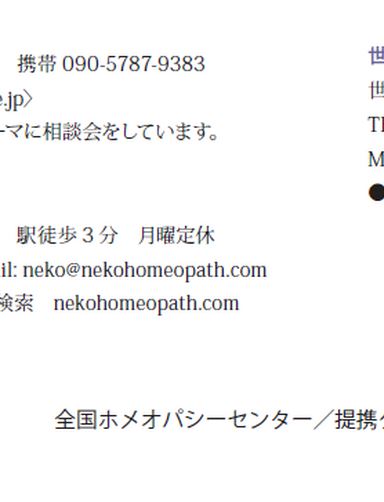 携帯 090-5787-9383
e.jp〉
ーマに相談会をしています。
駅徒歩３分　月曜定休
il: neko@nekohomeopath.com
検索　nekohomeopath.com
世
世
M
●
全国ホメオパシーセンター／提携